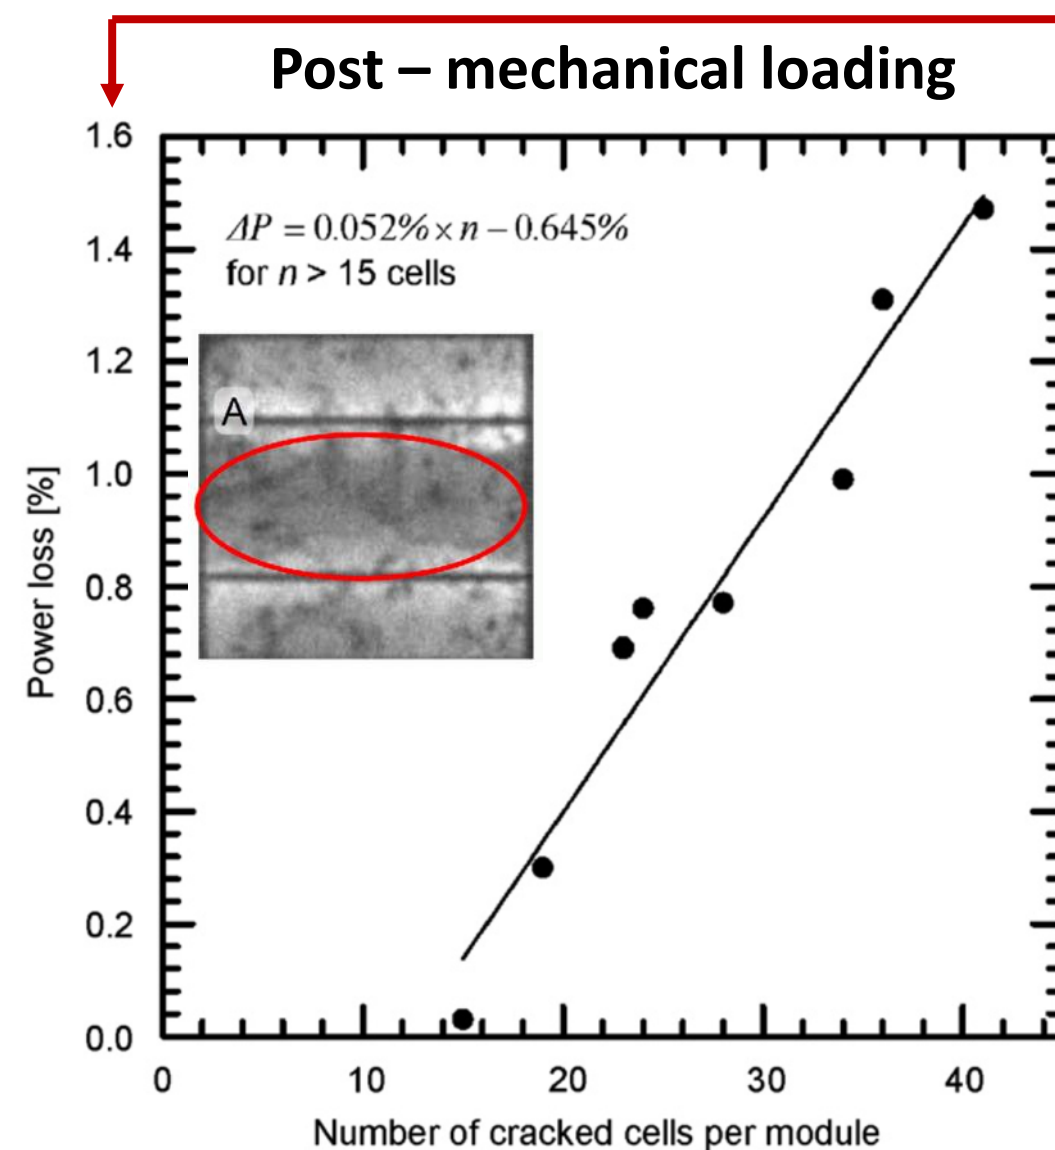 Post – mechanical loading
1.6
1.4
1.2
1.0
0.8
0.6
0.4
0.2
0.0
ΔP = 0.052% × n – 0.645%
for n > 15 cells
A
Power loss [%]
0 10 20 30 40
Number of cracked cells per module